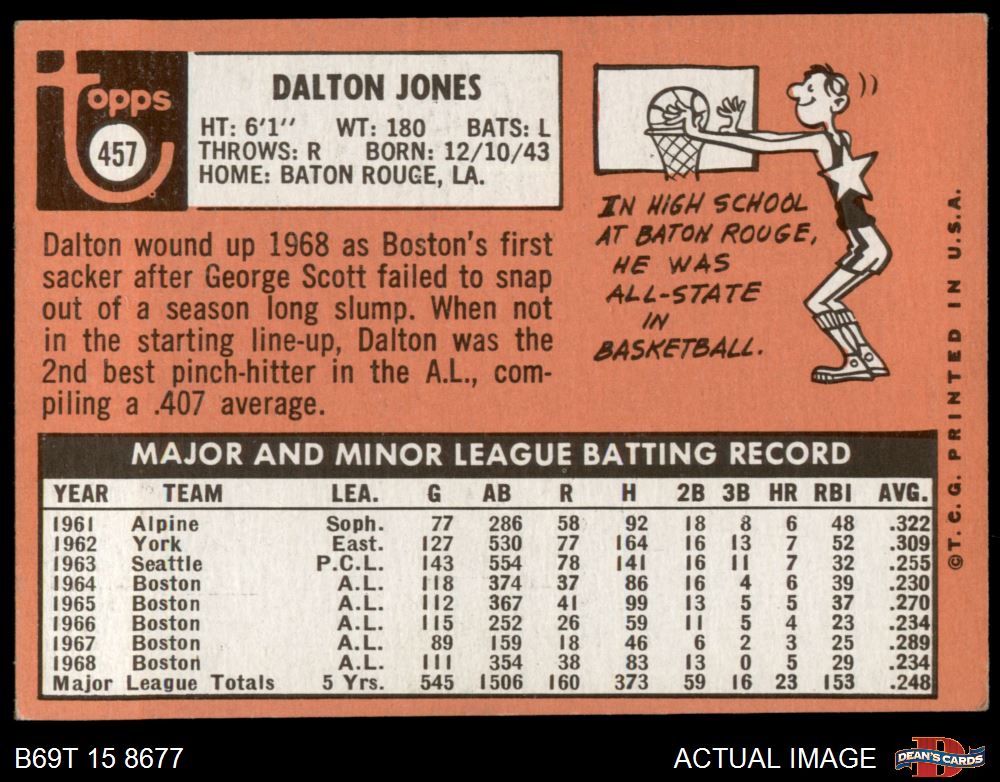 Topps
457
DALTON JONES
HT: 6'1'' WT: 180 BATS: L
THROWS: R BORN: 12/10/43
HOME: BATON ROUGE, LA.
Dalton wound up 1968 as Boston's first
sacker after George Scott failed to snap
out of a season long slump. When not
in the starting line-up, Dalton was the
2nd best pinch-hitter in the A.L., com-
piling a .407 average.
IN HIGH SCHOOL
AT BATON ROUGE,
HE WAS
ALL-STATE
IN
BASKETBALL.
MAJOR AND MINOR LEAGUE BATTING RECORD
YEAR TEAM LEA. G AB R H 2B 3B HR RBI AVG.
1961 Alpine Soph. 77 286 58 92 18 8 6 48 .322
1962 York East. 127 530 77 164 16 13 7 52 .309
1963 Seattle P.C.L. 143 554 78 141 16 11 7 32 .255
1964 Boston A.L. 118 374 37 86 16 4 6 39 .230
1965 Boston A.L. 112 367 41 99 13 5 5 37 .270
1966 Boston A.L. 115 252 26 59 11 5 4 23 .234
1967 Boston A.L. 89 159 18 46 6 2 3 25 .289
1968 Boston A.L. 111 354 38 83 13 0 5 29 .234
Major League Totals 5 Yrs. 545 1506 160 373 59 16 23 153 .248
© T.C.G. PRINTED IN U.S.A.
B69T 15 8677
ACTUAL IMAGE
DEAN'S CARDS